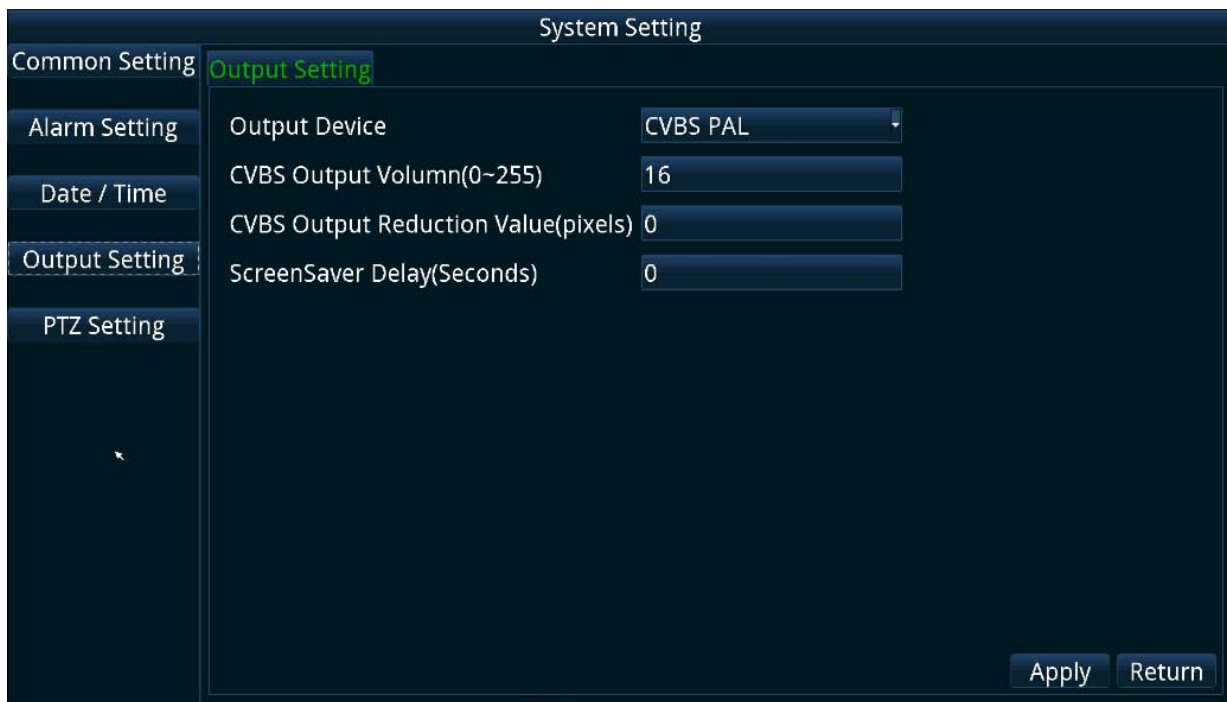 System Setting
Common Setting
Output Setting
Alarm Setting
Output Device
CVBS PAL
Date / Time
CVBS Output Volumn(0~255)
16
CVBS Output Reduction Value(pixels)
0
Output Setting
ScreenSaver Delay(Seconds)
0
PTZ Setting
Apply
Return